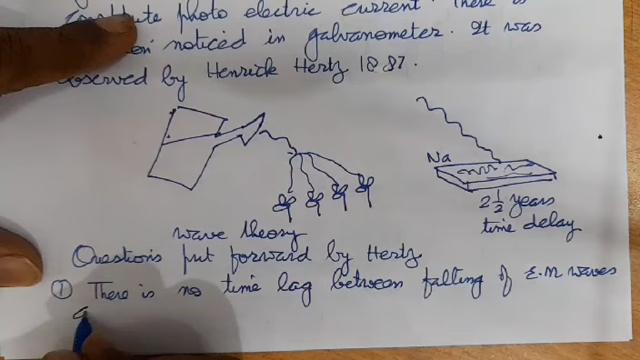 photo electric current. There is
noticed in galvanometer. It was
by Henrick Hertz 1887.
Na
2 1/2 years
time delay
wave theory
Questions put forward by Hertz
① There is no time lag between falling of E.M waves